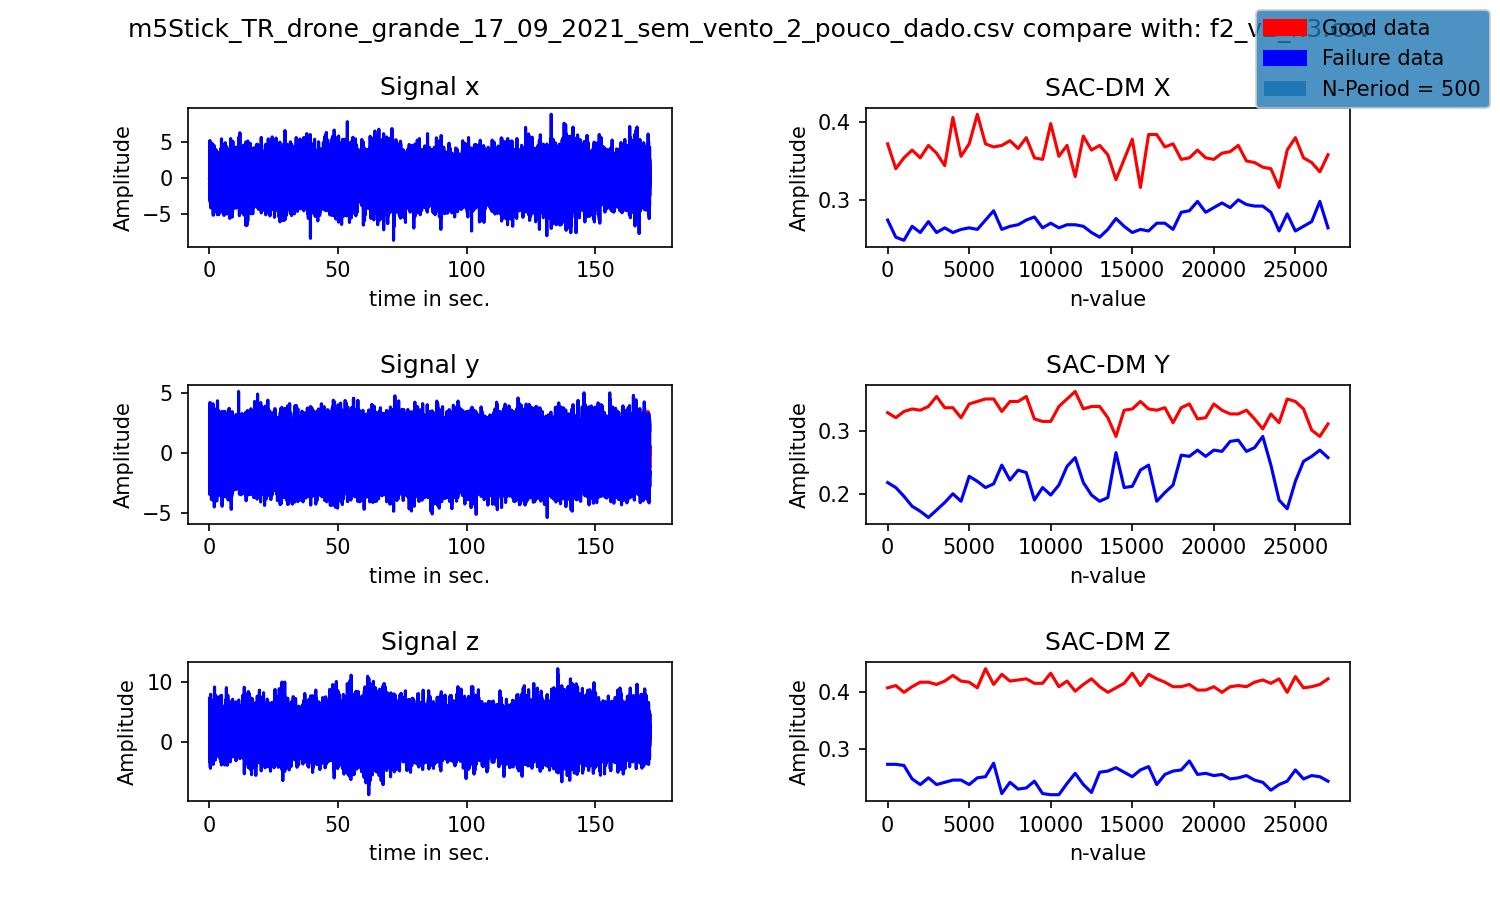 m5Stick_TR_drone_grande_17_09_2021_sem_vento_2_pouco_dado.csv compare with:
Good data
Failure data
N-Period = 500
Signal x
Amplitude
5
0
−5
0 50 100 150
time in sec.
SAC-DM X
Amplitude
0.4
0.3
0 5000 10000 15000 20000 25000
n-value
Signal y
Amplitude
5
0
−5
0 50 100 150
time in sec.
SAC-DM Y
Amplitude
0.3
0.2
0 5000 10000 15000 20000 25000
n-value
Signal z
Amplitude
10
0
0 50 100 150
time in sec.
SAC-DM Z
Amplitude
0.4
0.3
0 5000 10000 15000 20000 25000
n-value